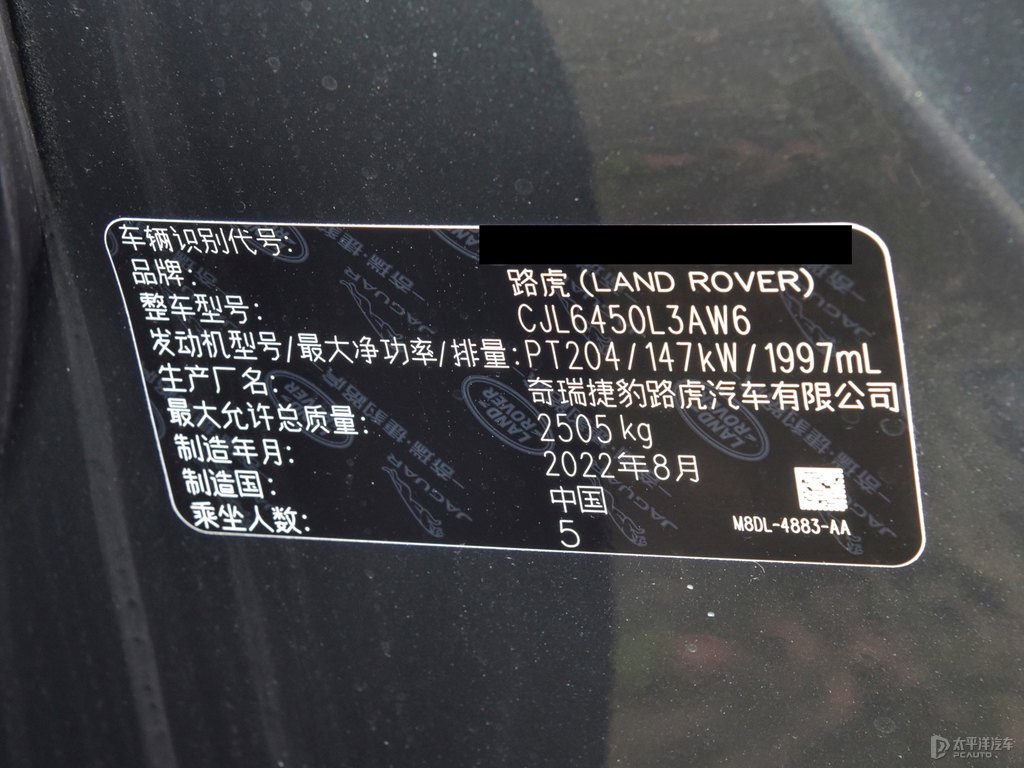 车辆识别代号:
品牌: 路虎 (LAND ROVER)
整车型号: CJL6450L3AW6
发动机型号/最大净功率/排量: PT204/147kW/1997mL
生产厂名: 奇瑞捷豹路虎汽车有限公司
最大允许总质量: 2505 kg
制造年月: 2022年8月
制造国: 中国
乘坐人数: 5
M8DL-4883-AA
太平洋汽车
PCAUTO